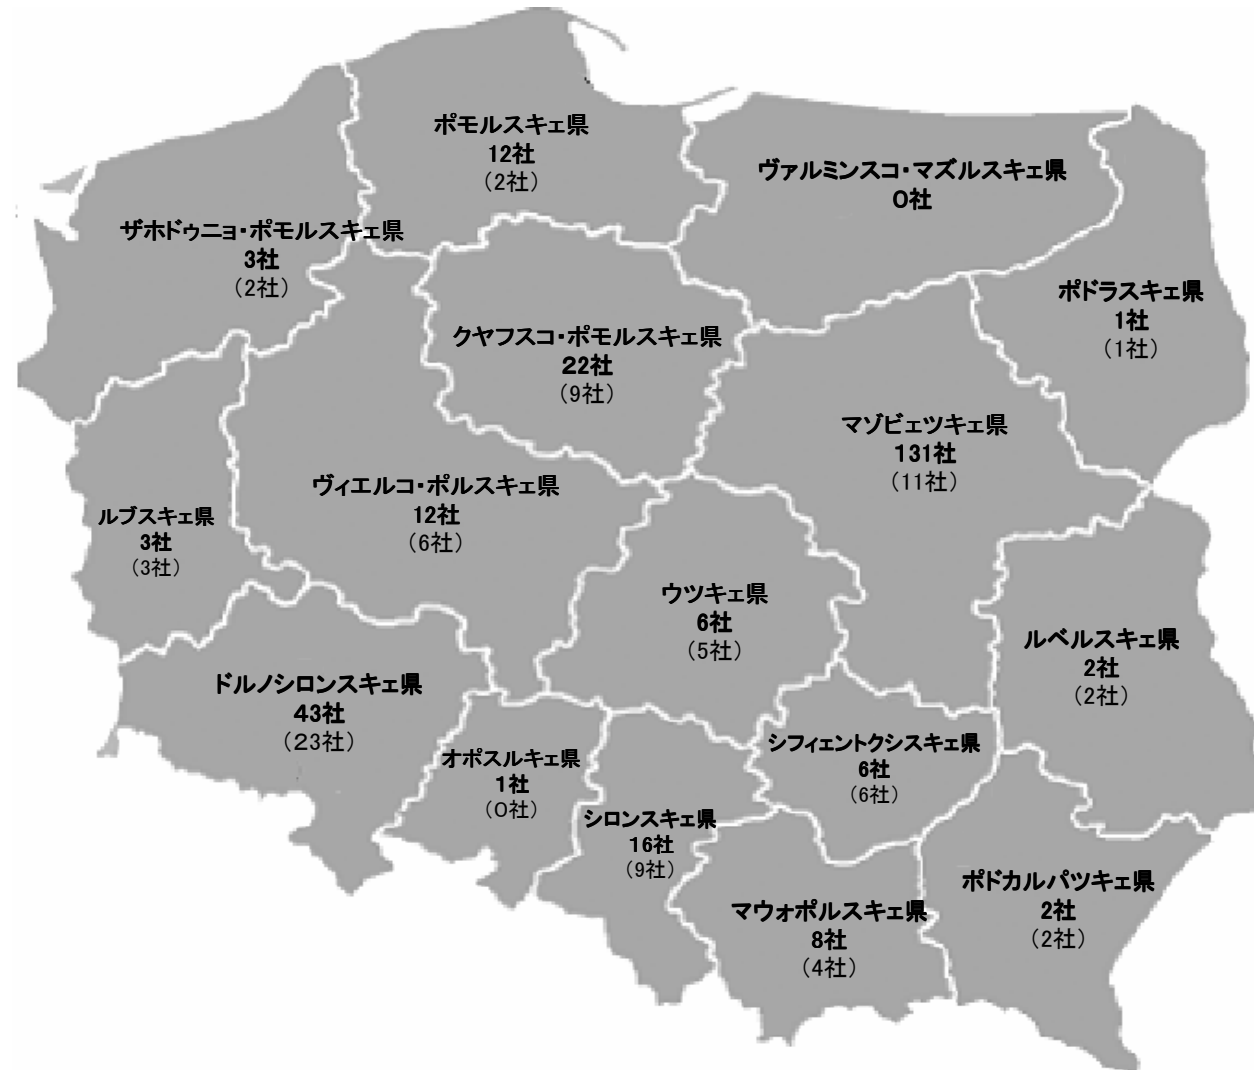 ポモルスキェ県
12社
（2社）
ヴァルミンスコ・マズルスキェ県
0社
ザホドゥニョ・ポモルスキェ県
3社
（2社）
ポドラスキェ県
1社
（1社）
クヤフスコ・ポモルスキェ県
22社
（9社）
マゾビェツキェ県
131社
（11社）
ヴィエルコ・ポルスキェ県
12社
（6社）
ルブスキェ県
3社
（3社）
ウツキェ県
6社
（5社）
ルベルスキェ県
2社
（2社）
ドルノシロンスキェ県
43社
（23社）
シフィェントクシスキェ県
6社
（6社）
オポスルキェ県
1社
（0社）
シロンスキェ県
16社
（9社）
ポドカルパツキェ県
2社
（2社）
マウォポルスキェ県
8社
（4社）